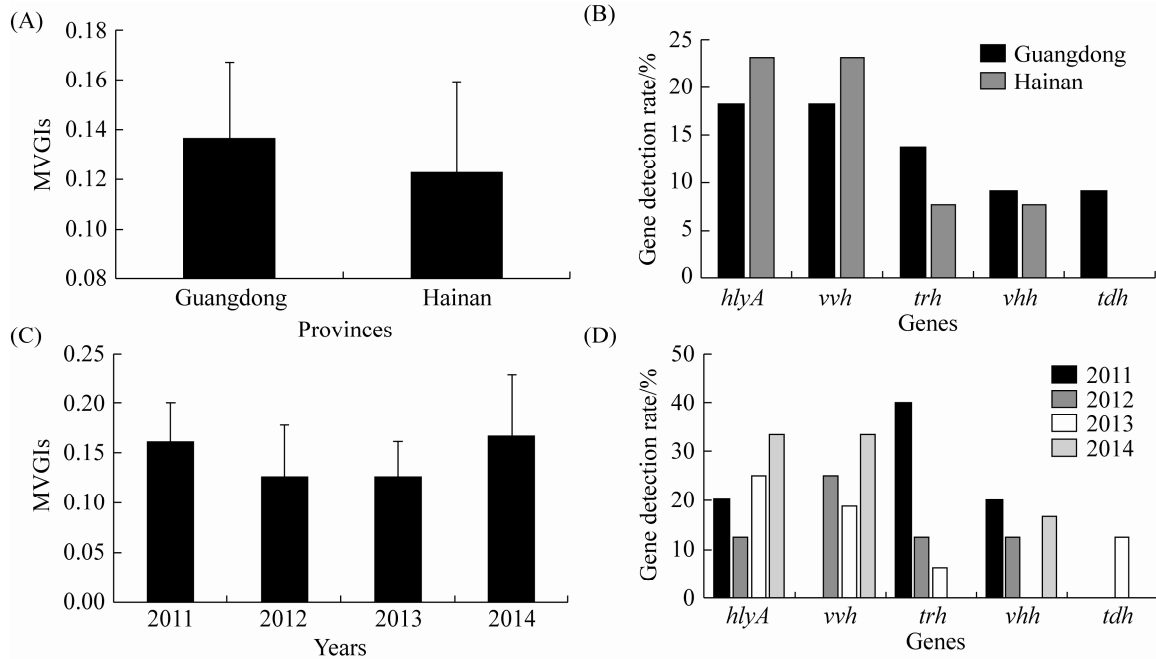 (A)
0.18
0.16
0.14
0.12
0.10
0.08
MVGIs
Guangdong Hainan
Provinces
(B)
25
20
15
10
5
0
Gene detection rate/%
Guangdong
Hainan
hlyA vvh trh vhh tdh
Genes
(C)
0.25
0.20
0.15
0.10
0.05
0.00
MVGIs
2011 2012 2013 2014
Years
(D)
50
40
30
20
10
0
Gene detection rate/%
2011
2012
2013
2014
hlyA vvh trh vhh tdh
Genes